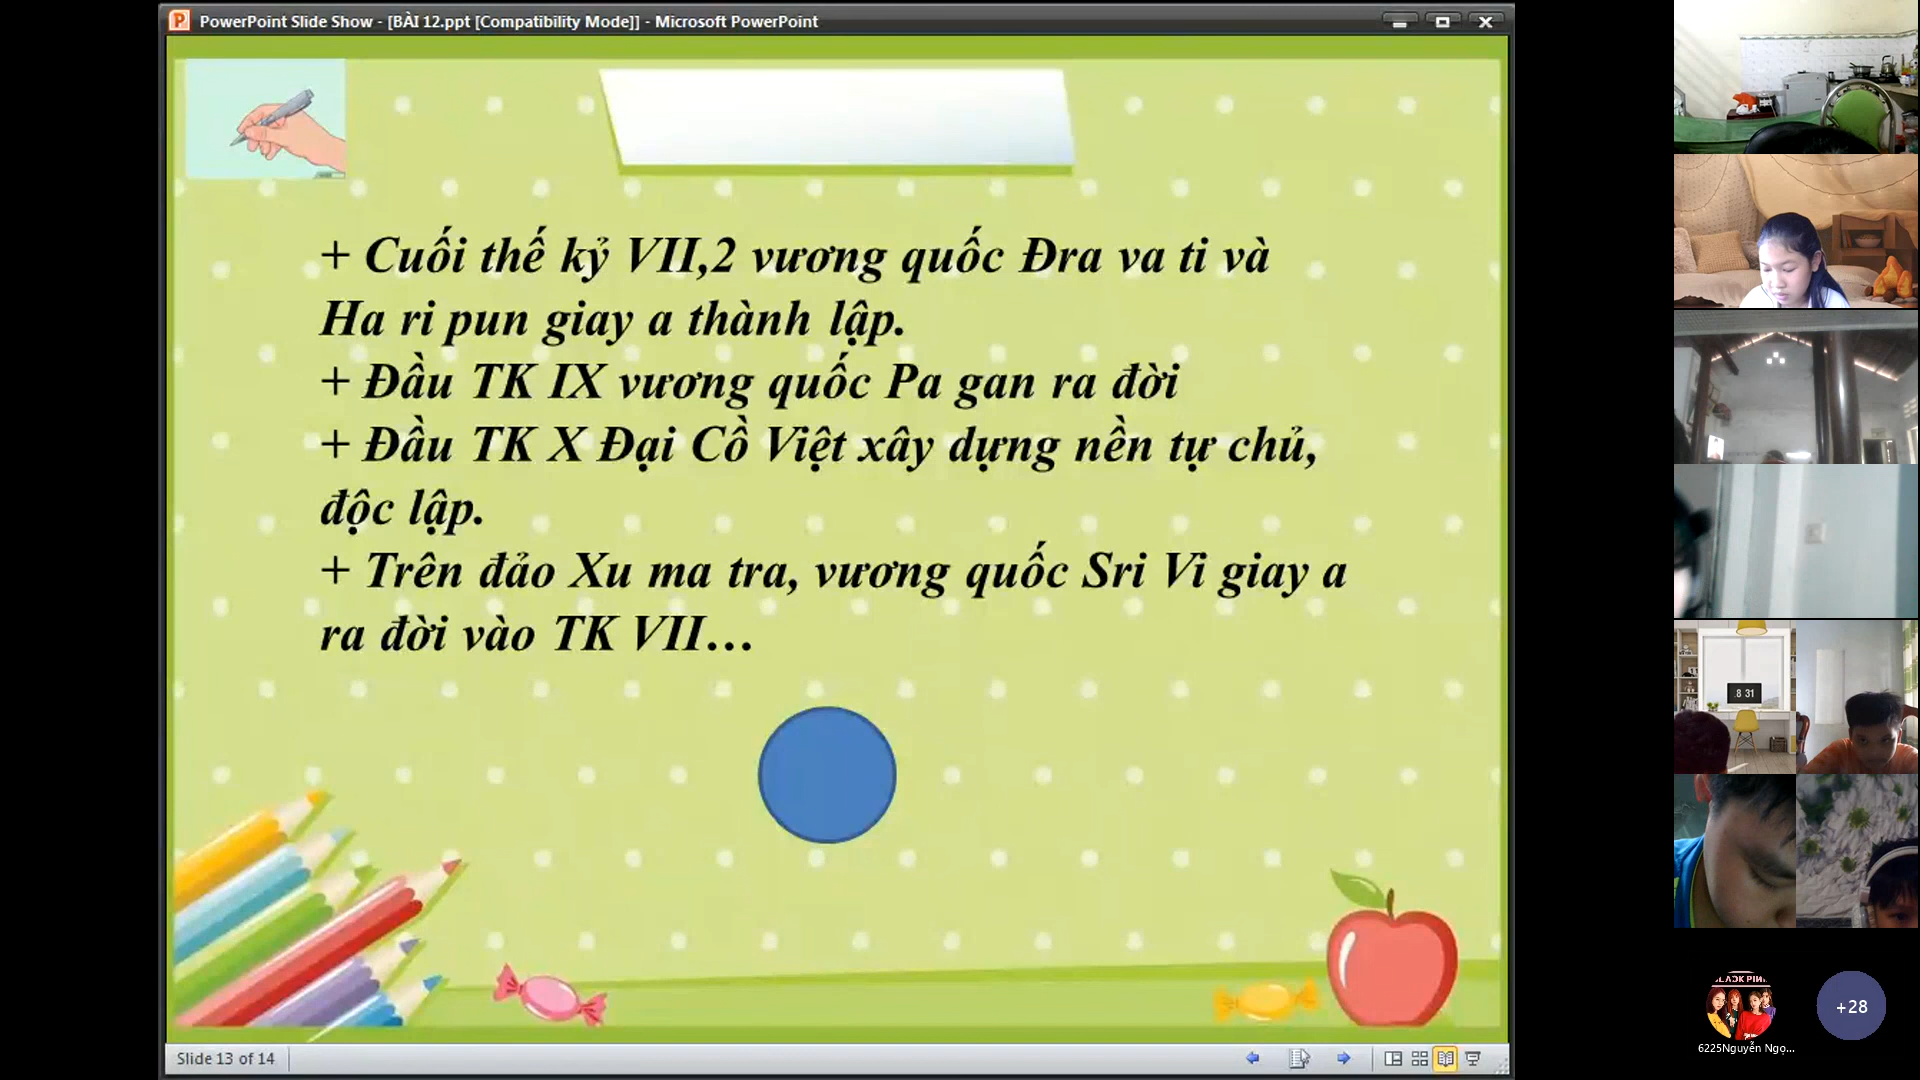 PowerPoint Slide Show - [BÀI 12.ppt [Compatibility Mode]] - Microsoft PowerPoint
+ Cuối thế kỷ VII,2 vương quốc Đra va ti và
Ha ri pun giay a thành lập.
+ Đầu TK IX vương quốc Pa gan ra đời
+ Đầu TK X Đại Cồ Việt xây dựng nền tự chủ,
độc lập.
+ Trên đảo Xu ma tra, vương quốc Sri Vi giay a
ra đời vào TK VII...
Slide 13 of 14
8 31
+28
6225Nguyễn Ngọ...